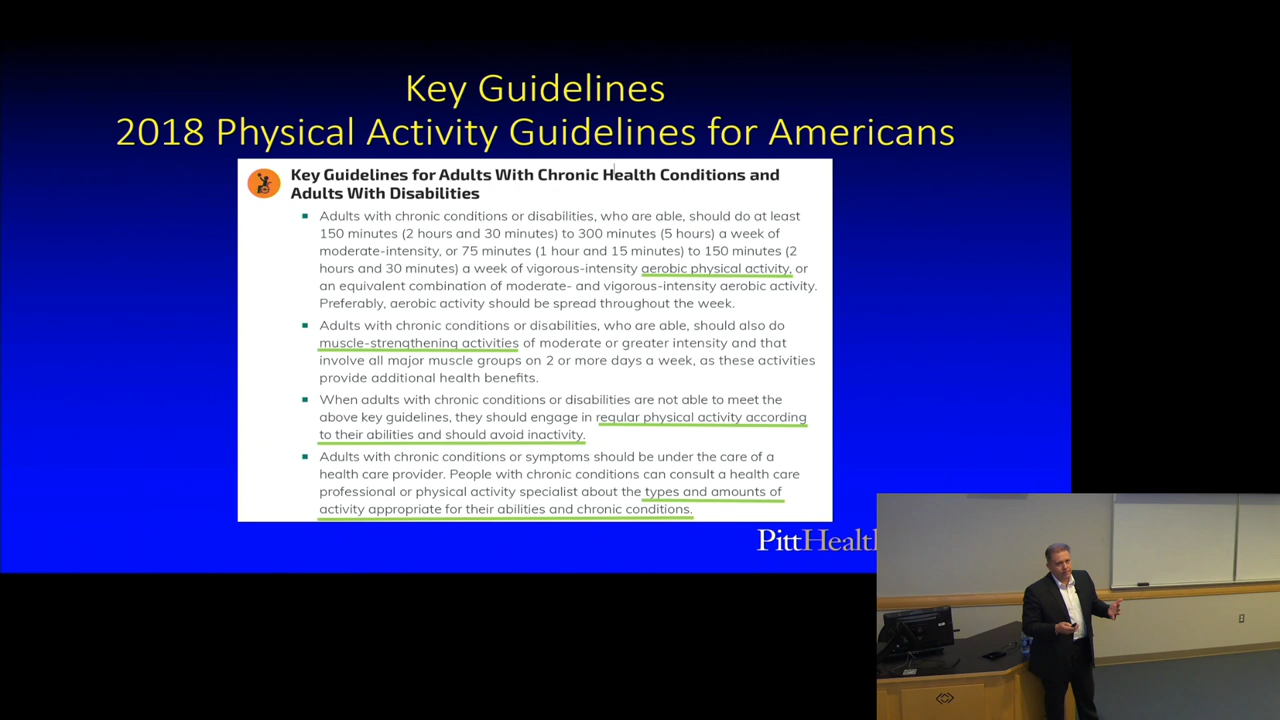 Key Guidelines
2018 Physical Activity Guidelines for Americans
Key Guidelines for Adults With Chronic Health Conditions and
Adults With Disabilities
Adults with chronic conditions or disabilities, who are able, should do at least
150 minutes (2 hours and 30 minutes) to 300 minutes (5 hours) a week of
moderate-intensity, or 75 minutes (1 hour and 15 minutes) to 150 minutes (2
hours and 30 minutes) a week of vigorous-intensity aerobic physical activity, or
an equivalent combination of moderate- and vigorous-intensity aerobic activity.
Preferably, aerobic activity should be spread throughout the week.
Adults with chronic conditions or disabilities, who are able, should also do
muscle-strengthening activities of moderate or greater intensity and that
involve all major muscle groups on 2 or more days a week, as these activities
provide additional health benefits.
When adults with chronic conditions or disabilities are not able to meet the
above key guidelines, they should engage in regular physical activity according
to their abilities and should avoid inactivity.
Adults with chronic conditions or symptoms should be under the care of a
health care provider. People with chronic conditions can consult a health care
professional or physical activity specialist about the types and amounts of
activity appropriate for their abilities and chronic conditions.
PittHealth